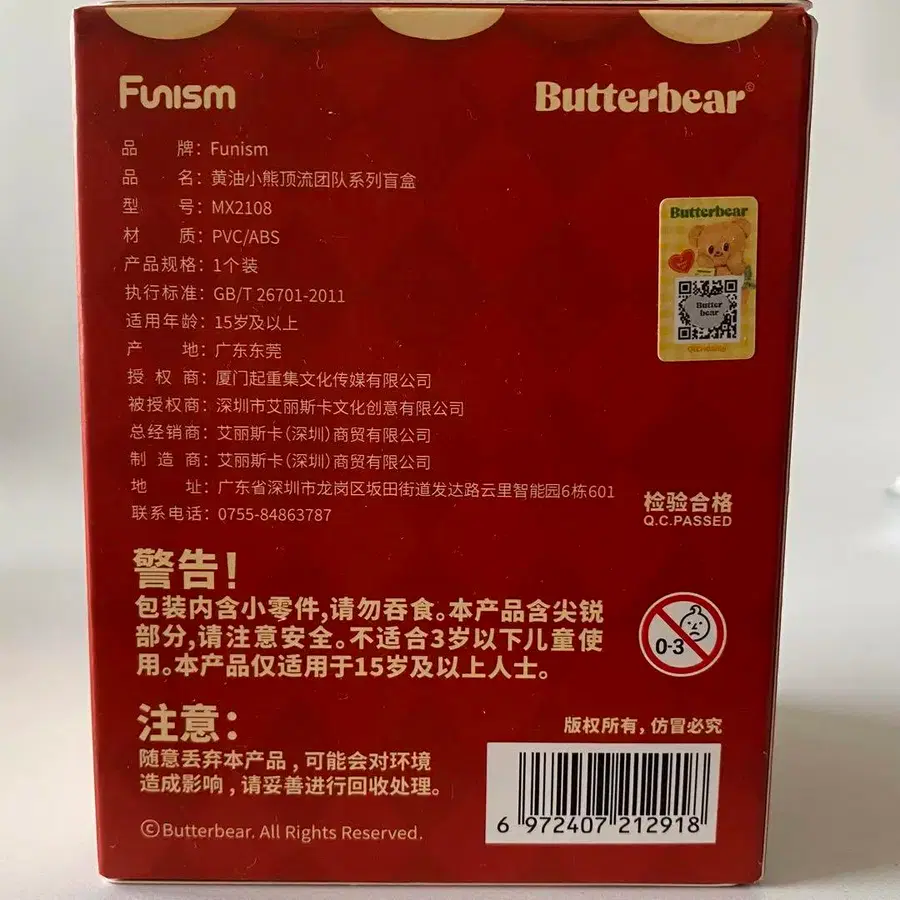 Funism
Butterbear®
品 牌：Funism
品 名：黄油小熊顶流团队系列盲盒
型 号：MX2108
材 质：PVC/ABS
产品规格：1个装
执行标准：GB/T 26701-2011
适用年龄：15岁及以上
产 地：广东东莞
授 权 商：厦门起重集文化传媒有限公司
被授权商：深圳市艾丽斯卡文化创意有限公司
总经销商：艾丽斯卡(深圳)商贸有限公司
制 造 商：艾丽斯卡(深圳)商贸有限公司
地 址：广东省深圳市龙岗区坂田街道发达路云里智能园6栋601
联系电话：0755-84863787
Butterbear
Butter
bear
检验合格
Q.C.PASSED
警告！
包装内含小零件,请勿吞食。本产品含尖锐
部分,请注意安全。不适合3岁以下儿童使
用。本产品仅适用于15岁及以上人士。
0-3
注意：
随意丢弃本产品，可能会对环境
造成影响，请妥善进行回收处理。
©Butterbear. All Rights Reserved.
版权所有，仿冒必究
6 972407 212918